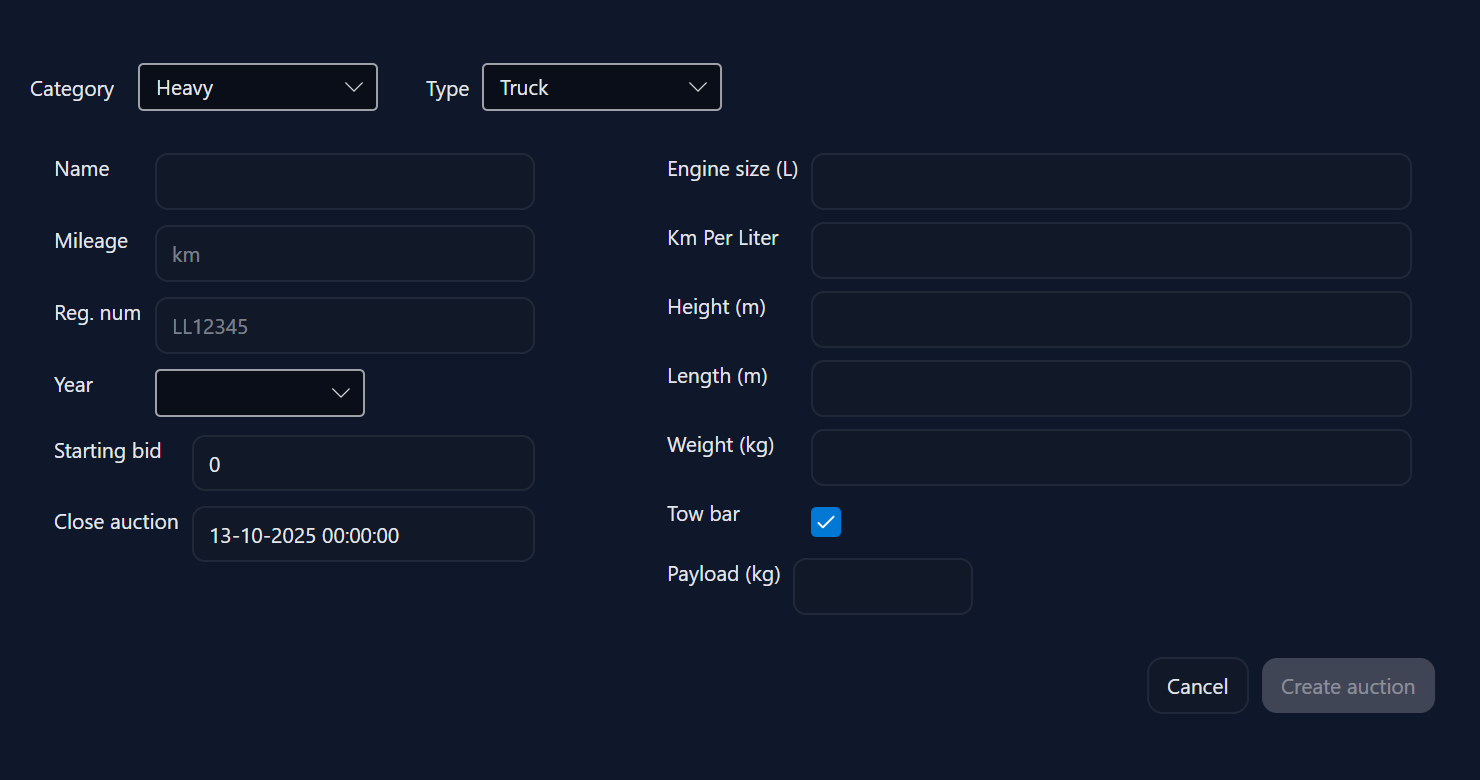 Category Heavy Type Truck
Name
Mileage km
Reg. num LL12345
Year
Starting bid 0
Close auction 13-10-2025 00:00:00
Engine size (L)
Km Per Liter
Height (m)
Length (m)
Weight (kg)
Tow bar
Payload (kg)
Cancel Create auction